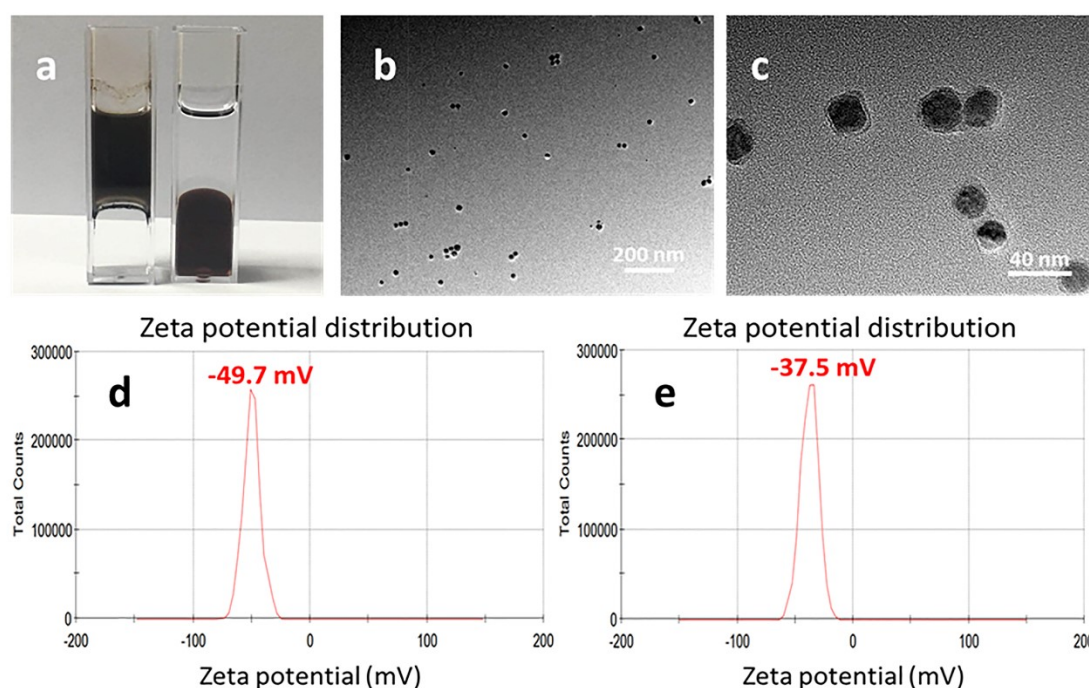 a
b
c
200 nm
40 nm
Zeta potential distribution
300000
200000
100000
0
-200
-100
0
100
200
Total Counts
-49.7 mV
d
Zeta potential (mV)
Zeta potential distribution
300000
200000
100000
0
-200
-100
0
100
200
Total Counts
-37.5 mV
e
Zeta potential (mV)